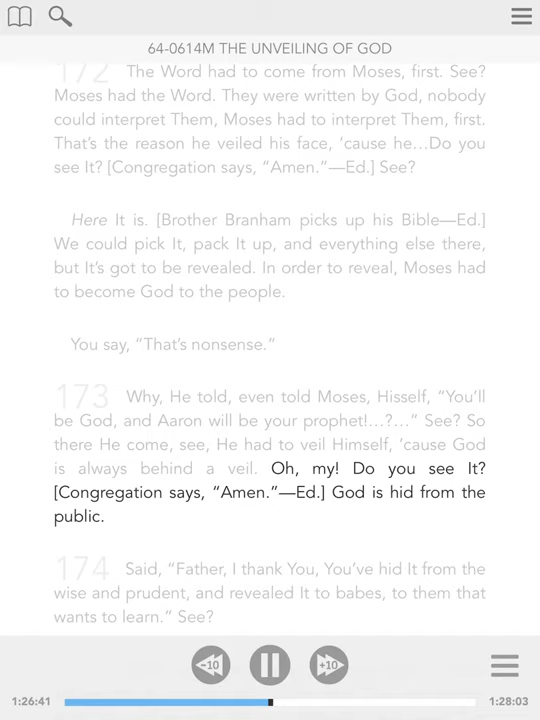 64-0614M THE UNVEILING OF GOD
172 The Word had to come from Moses, first. See?
Moses had the Word. They were written by God, nobody
could interpret Them, Moses had to interpret Them, first.
That’s the reason he veiled his face, ‘cause he…Do you
see It? [Congregation says, “Amen.”—Ed.] See?
Here It is. [Brother Branham picks up his Bible—Ed.]
We could pick It, pack It up, and everything else there,
but It’s got to be revealed. In order to reveal, Moses had
to become God to the people.
You say, “That’s nonsense.”
173 Why, He told, even told Moses, Hisself, “You’ll
be God, and Aaron will be your prophet!…?…” See? So
there He come, see, He had to veil Himself, ‘cause God
is always behind a veil. Oh, my! Do you see It?
[Congregation says, “Amen.”—Ed.] God is hid from the
public.
174 Said, “Father, I thank You, You’ve hid It from the
wise and prudent, and revealed It to babes, to them that
wants to learn.” See?
-10 +10
1:26:41 1:28:03